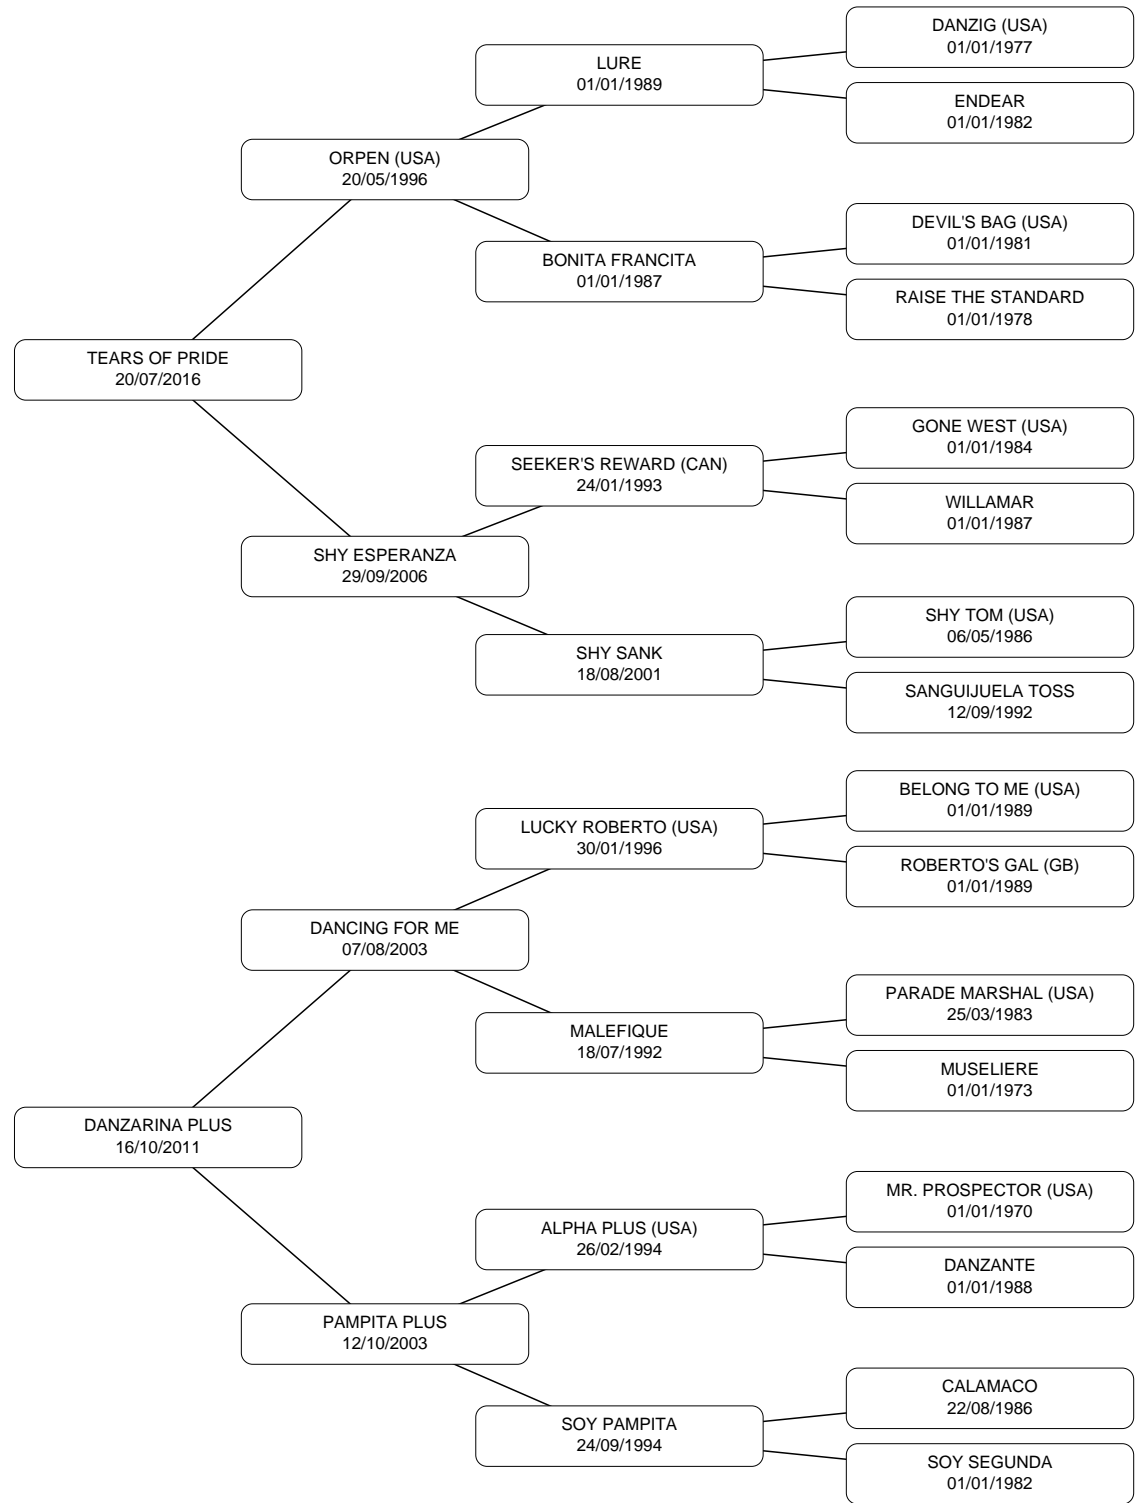 DANZIG (USA)
01/01/1977
LURE
01/01/1989
ENDEAR
01/01/1982
ORPEN (USA)
20/05/1996
DEVIL'S BAG (USA)
01/01/1981
BONITA FRANCITA
01/01/1987
RAISE THE STANDARD
01/01/1978
TEARS OF PRIDE
20/07/2016
GONE WEST (USA)
01/01/1984
SEEKER'S REWARD (CAN)
24/01/1993
WILLAMAR
01/01/1987
SHY ESPERANZA
29/09/2006
SHY TOM (USA)
06/05/1986
SHY SANK
18/08/2001
SANGUIJUELA TOSS
12/09/1992
BELONG TO ME (USA)
01/01/1989
LUCKY ROBERTO (USA)
30/01/1996
ROBERTO'S GAL (GB)
01/01/1989
DANCING FOR ME
07/08/2003
PARADE MARSHAL (USA)
25/03/1983
MALEFIQUE
18/07/1992
MUSELIERE
01/01/1973
DANZARINA PLUS
16/10/2011
MR. PROSPECTOR (USA)
01/01/1970
ALPHA PLUS (USA)
26/02/1994
DANZANTE
01/01/1988
PAMPITA PLUS
12/10/2003
CALAMACO
22/08/1986
SOY PAMPITA
24/09/1994
SOY SEGUNDA
01/01/1982